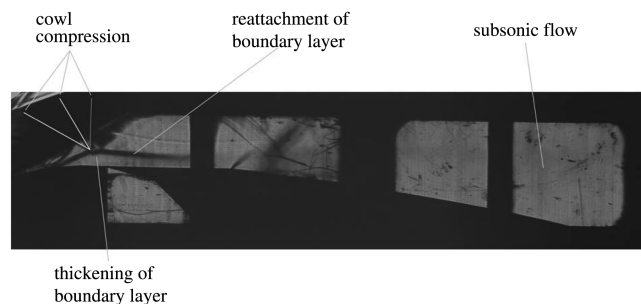 cowl
compression
reattachment of
boundary layer
subsonic flow
thickening of
boundary layer